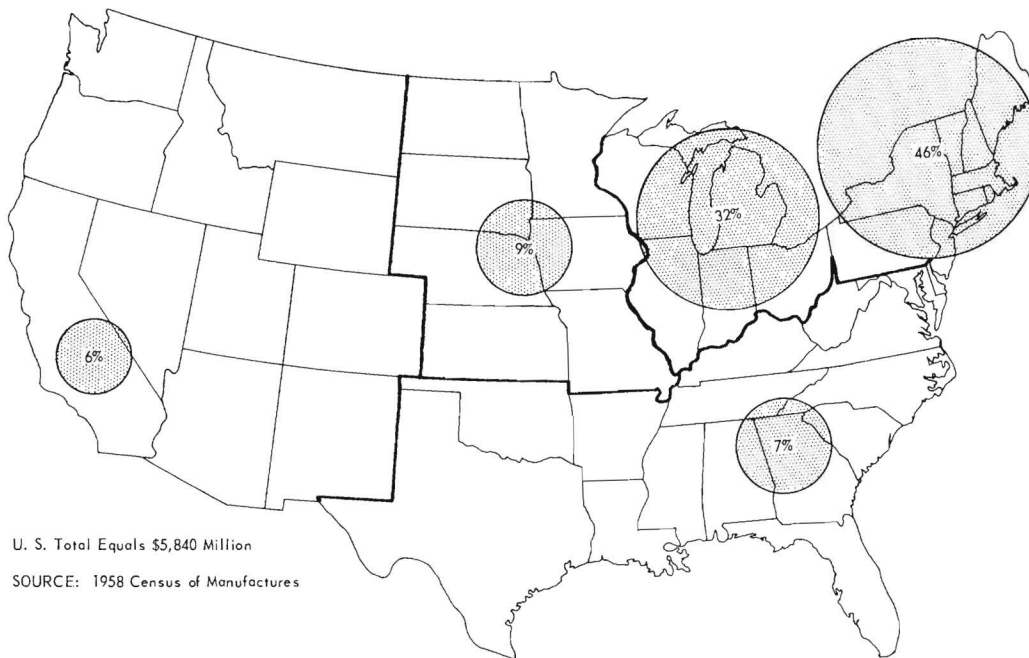 46%
32%
9%
6%
7%
U. S. Total Equals $5,840 Million
SOURCE: 1958 Census of Manufactures